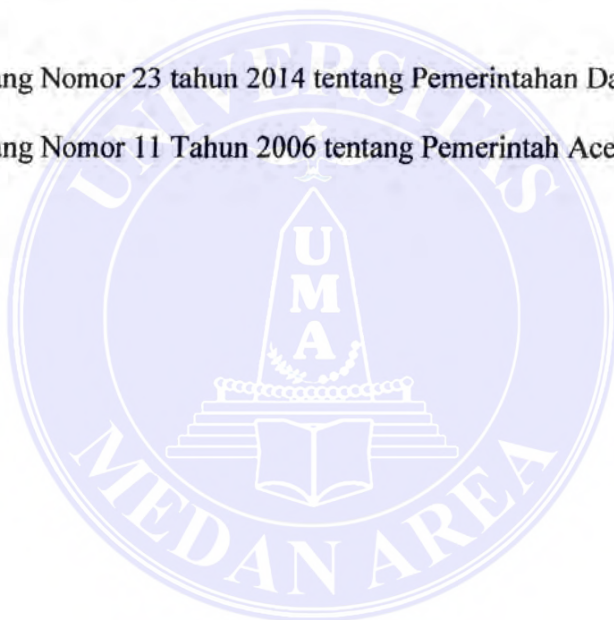 ang Nomor 23 tahun 2014 tentang Pemerintahan Da
ang Nomor 11 Tahun 2006 tentang Pemerintah Ace
UNIVERSITAS
UMA
MEDAN AREA